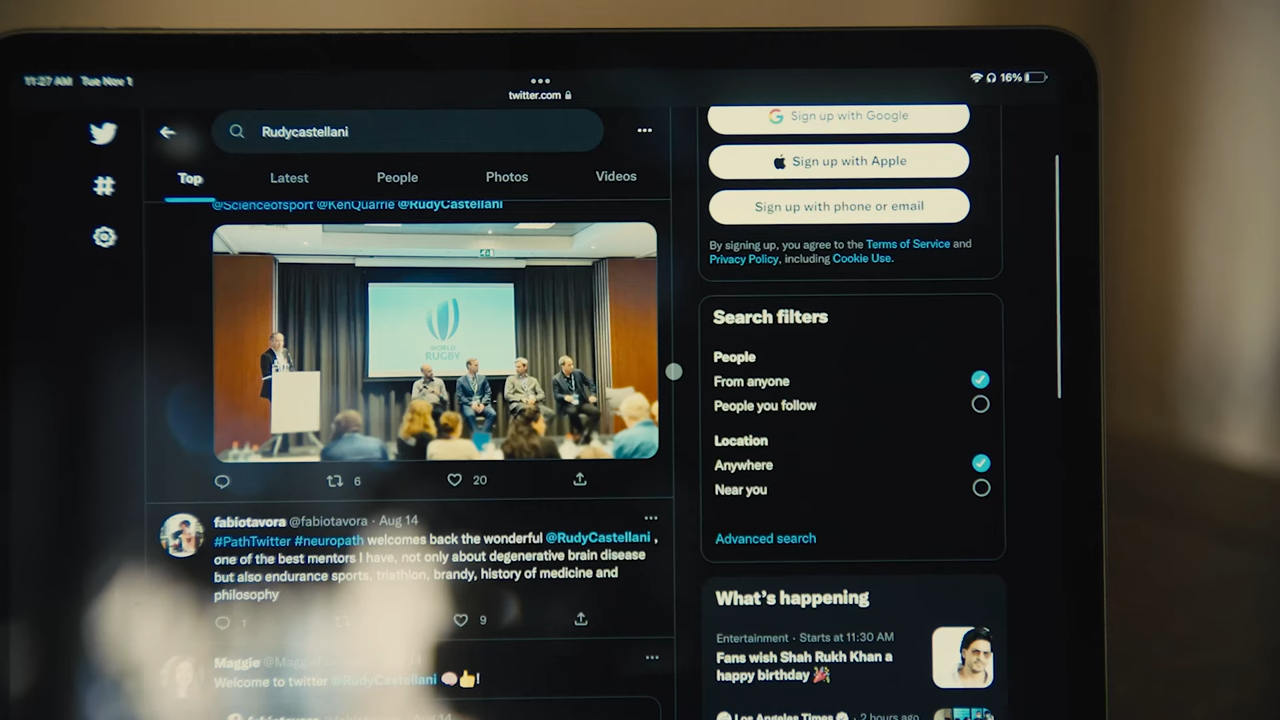 11:27 AM Tue Nov 1
16%
twitter.com
Rudycastellani
Top
Latest
People
Photos
Videos
@Scienceofsport @KenQuarrie @RudyCastellani
WORLD
RUGBY
6
20
fabiotavora @fabiotavora · Aug 14
#PathTwitter #neuropath welcomes back the wonderful @RudyCastellani ,
one of the best mentors I have, not only about degenerative brain disease
but also endurance sports, triathlon, brandy, history of medicine and
philosophy
1
9
Maggie
Welcome to twitter @RudyCastellani 🧠👍!
Sign up with Google
Sign up with Apple
Sign up with phone or email
By signing up, you agree to the Terms of Service and
Privacy Policy, including Cookie Use.
Search filters
People
From anyone
People you follow
Location
Anywhere
Near you
Advanced search
What's happening
Entertainment · Starts at 11:30 AM
Fans wish Shah Rukh Khan a
happy birthday 🎉
Los Angeles Times · 2 hours ago